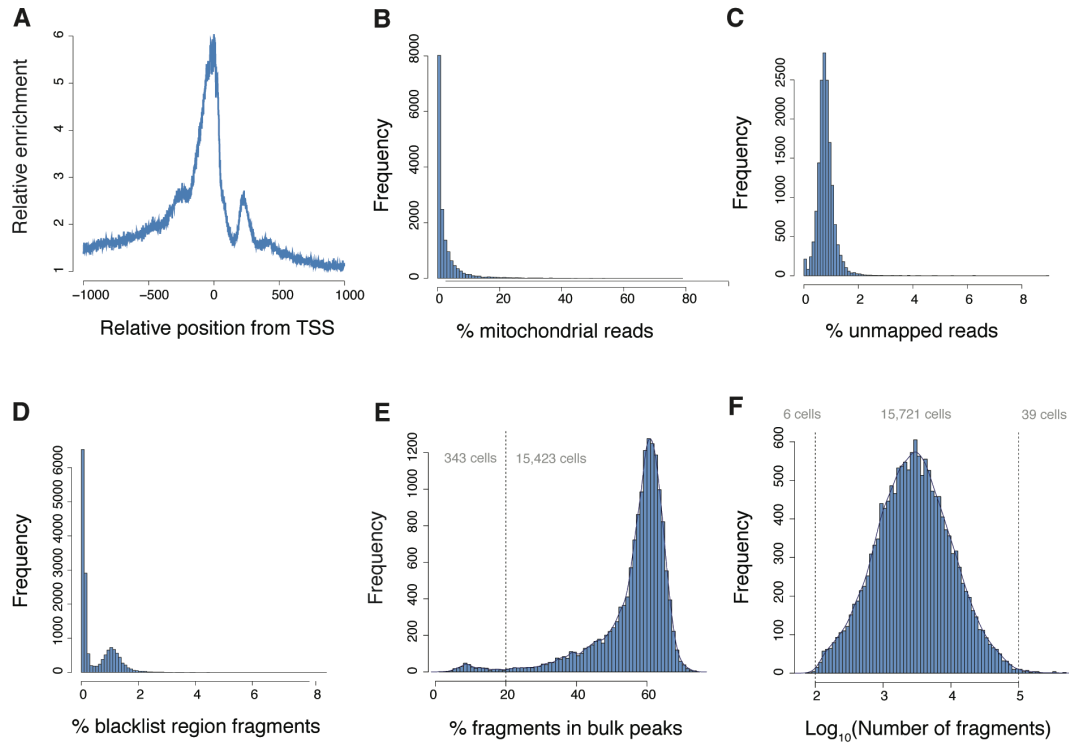 A
Relative enrichment
6
5
4
3
2
1
−1000
−500
0
500
1000
Relative position from TSS
B
Frequency
8000
6000
4000
2000
0
0
20
40
60
80
% mitochondrial reads
C
Frequency
2500
2000
1500
1000
500
0
0
2
4
6
8
% unmapped reads
D
Frequency
6000
5000
4000
3000
2000
1000
0
0
2
4
6
8
% blacklist region fragments
E
343 cells
15,423 cells
Frequency
1200
1000
800
600
400
200
0
0
20
40
60
% fragments in bulk peaks
F
6 cells
15,721 cells
39 cells
Frequency
600
500
400
300
200
100
0
2
3
4
5
Log10(Number of fragments)